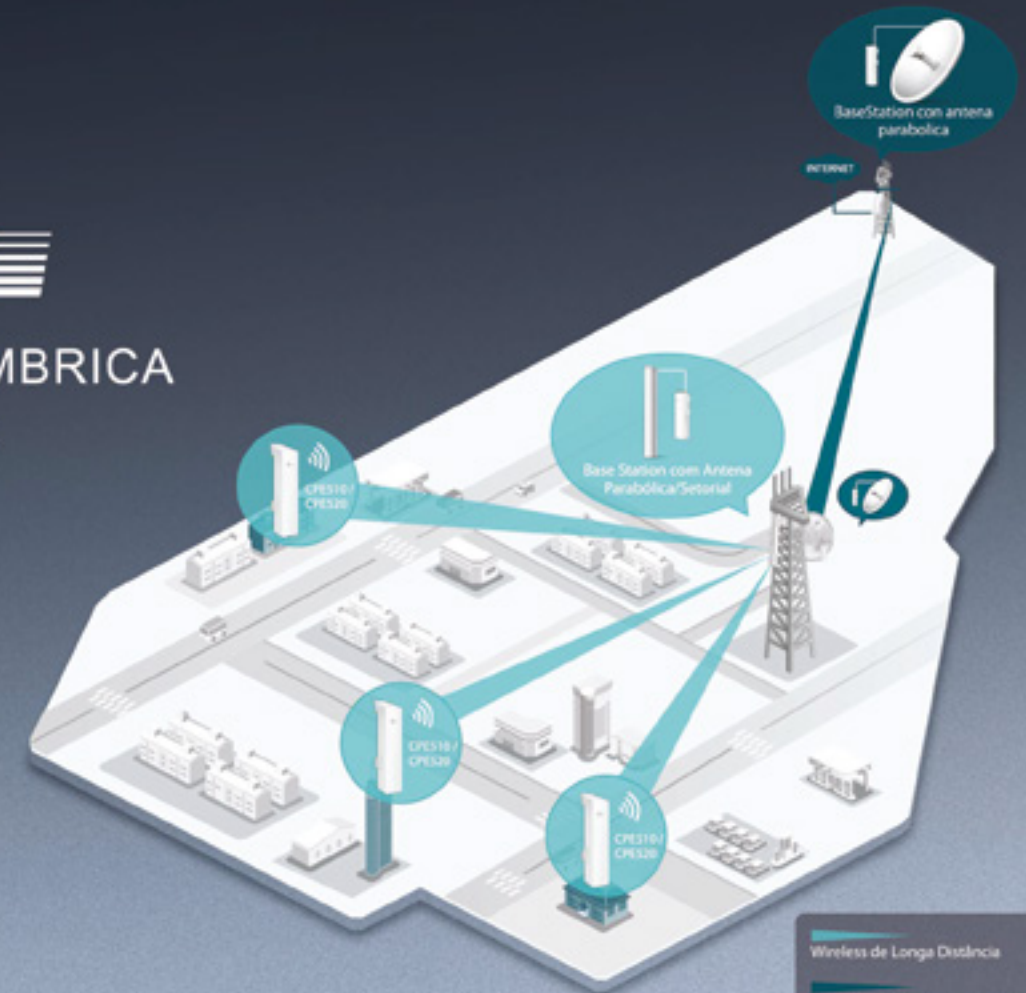 BaseStation con antena
parabolica
INTERNET
MBRICA
Base Station com Antena
Parabólica/Setorial
CPE510 /
CPE520
CPE510 /
CPE520
CPE510 /
CPE520
Wireless de Longa Distância